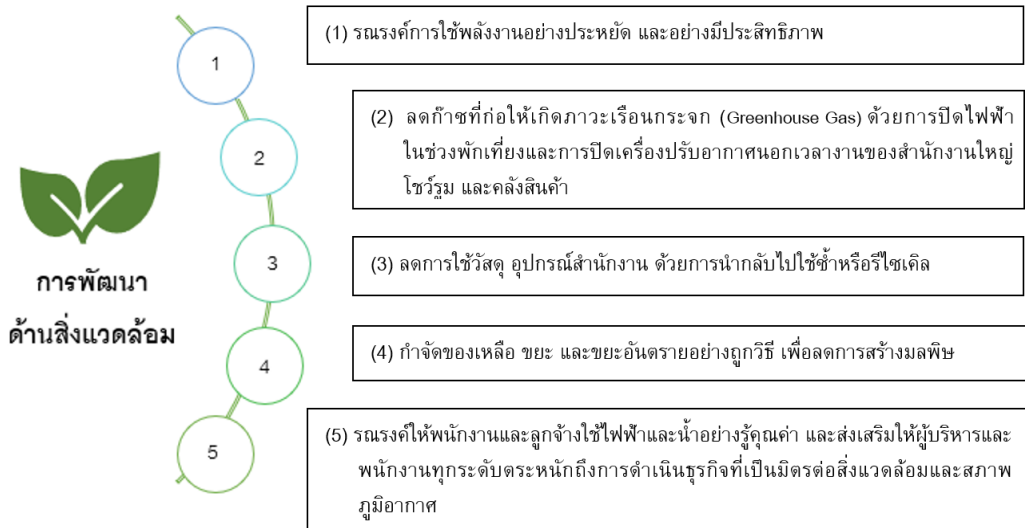 การพัฒนา
ด้านสิ่งแวดล้อม
1
(1) รณรงค์การใช้พลังงานอย่างประหยัด และอย่างมีประสิทธิภาพ
2
(2) ลดก๊าซที่ก่อให้เกิดภาวะเรือนกระจก (Greenhouse Gas) ด้วยการปิดไฟฟ้า
ในช่วงพักเที่ยงและการปิดเครื่องปรับอากาศนอกเวลางานของสำนักงานใหญ่
โชว์รูม และคลังสินค้า
3
(3) ลดการใช้วัสดุ อุปกรณ์สำนักงาน ด้วยการนำกลับไปใช้ซ้ำหรือรีไซเคิล
4
(4) กำจัดของเหลือ ขยะ และขยะอันตรายอย่างถูกวิธี เพื่อลดการสร้างมลพิษ
5
(5) รณรงค์ให้พนักงานและลูกจ้างใช้ไฟฟ้าและน้ำอย่างรู้คุณค่า และส่งเสริมให้ผู้บริหารและ
พนักงานทุกระดับตระหนักถึงการดำเนินธุรกิจที่เป็นมิตรต่อสิ่งแวดล้อมและสภาพ
ภูมิอากาศ